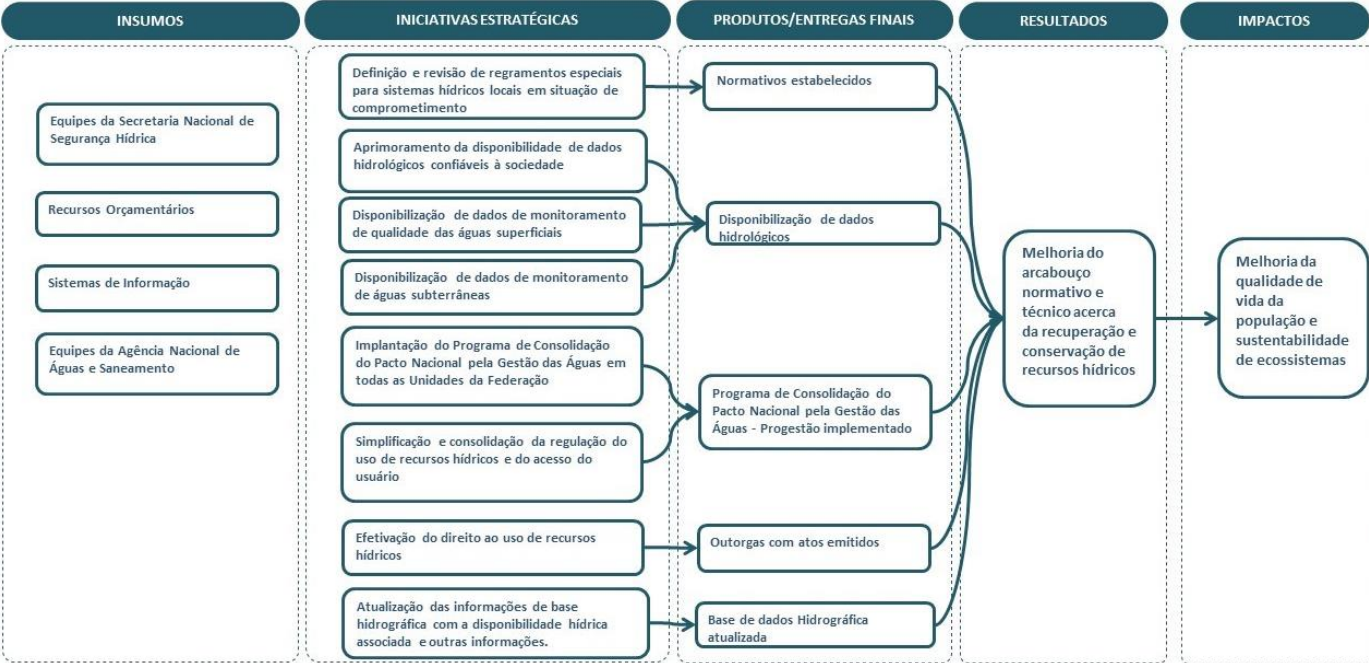 INSUMOS
INICIATIVAS ESTRATÉGICAS
PRODUTOS/ENTREGAS FINAIS
RESULTADOS
IMPACTOS
Equipes da Secretaria Nacional de
Segurança Hídrica
Recursos Orçamentários
Sistemas de Informação
Equipes da Agência Nacional de
Águas e Saneamento
Definição e revisão de regramentos especiais
para sistemas hídricos locais em situação de
comprometimento
Aprimoramento da disponibilidade de dados
hidrológicos confiáveis à sociedade
Disponibilização de dados de monitoramento
de qualidade das águas superficiais
Disponibilização de dados de monitoramento
de águas subterrâneas
Implantação do Programa de Consolidação
do Pacto Nacional pela Gestão das Águas em
todas as Unidades da Federação
Simplificação e consolidação da regulação do
uso de recursos hídricos e do acesso do
usuário
Efetivação do direito ao uso de recursos
hídricos
Atualização das informações de base
hidrográfica com a disponibilidade hídrica
associada e outras informações.
Normativos estabelecidos
Disponibilização de dados
hidrológicos
Programa de Consolidação do
Pacto Nacional pela Gestão das
Águas - Progestão implementado
Outorgas com atos emitidos
Base de dados Hidrográfica
atualizada
Melhoria do
arcabouço
normativo e
técnico acerca
da recuperação e
conservação de
recursos hídricos
Melhoria da
qualidade de
vida da
população e
sustentabilidade
de ecossistemas